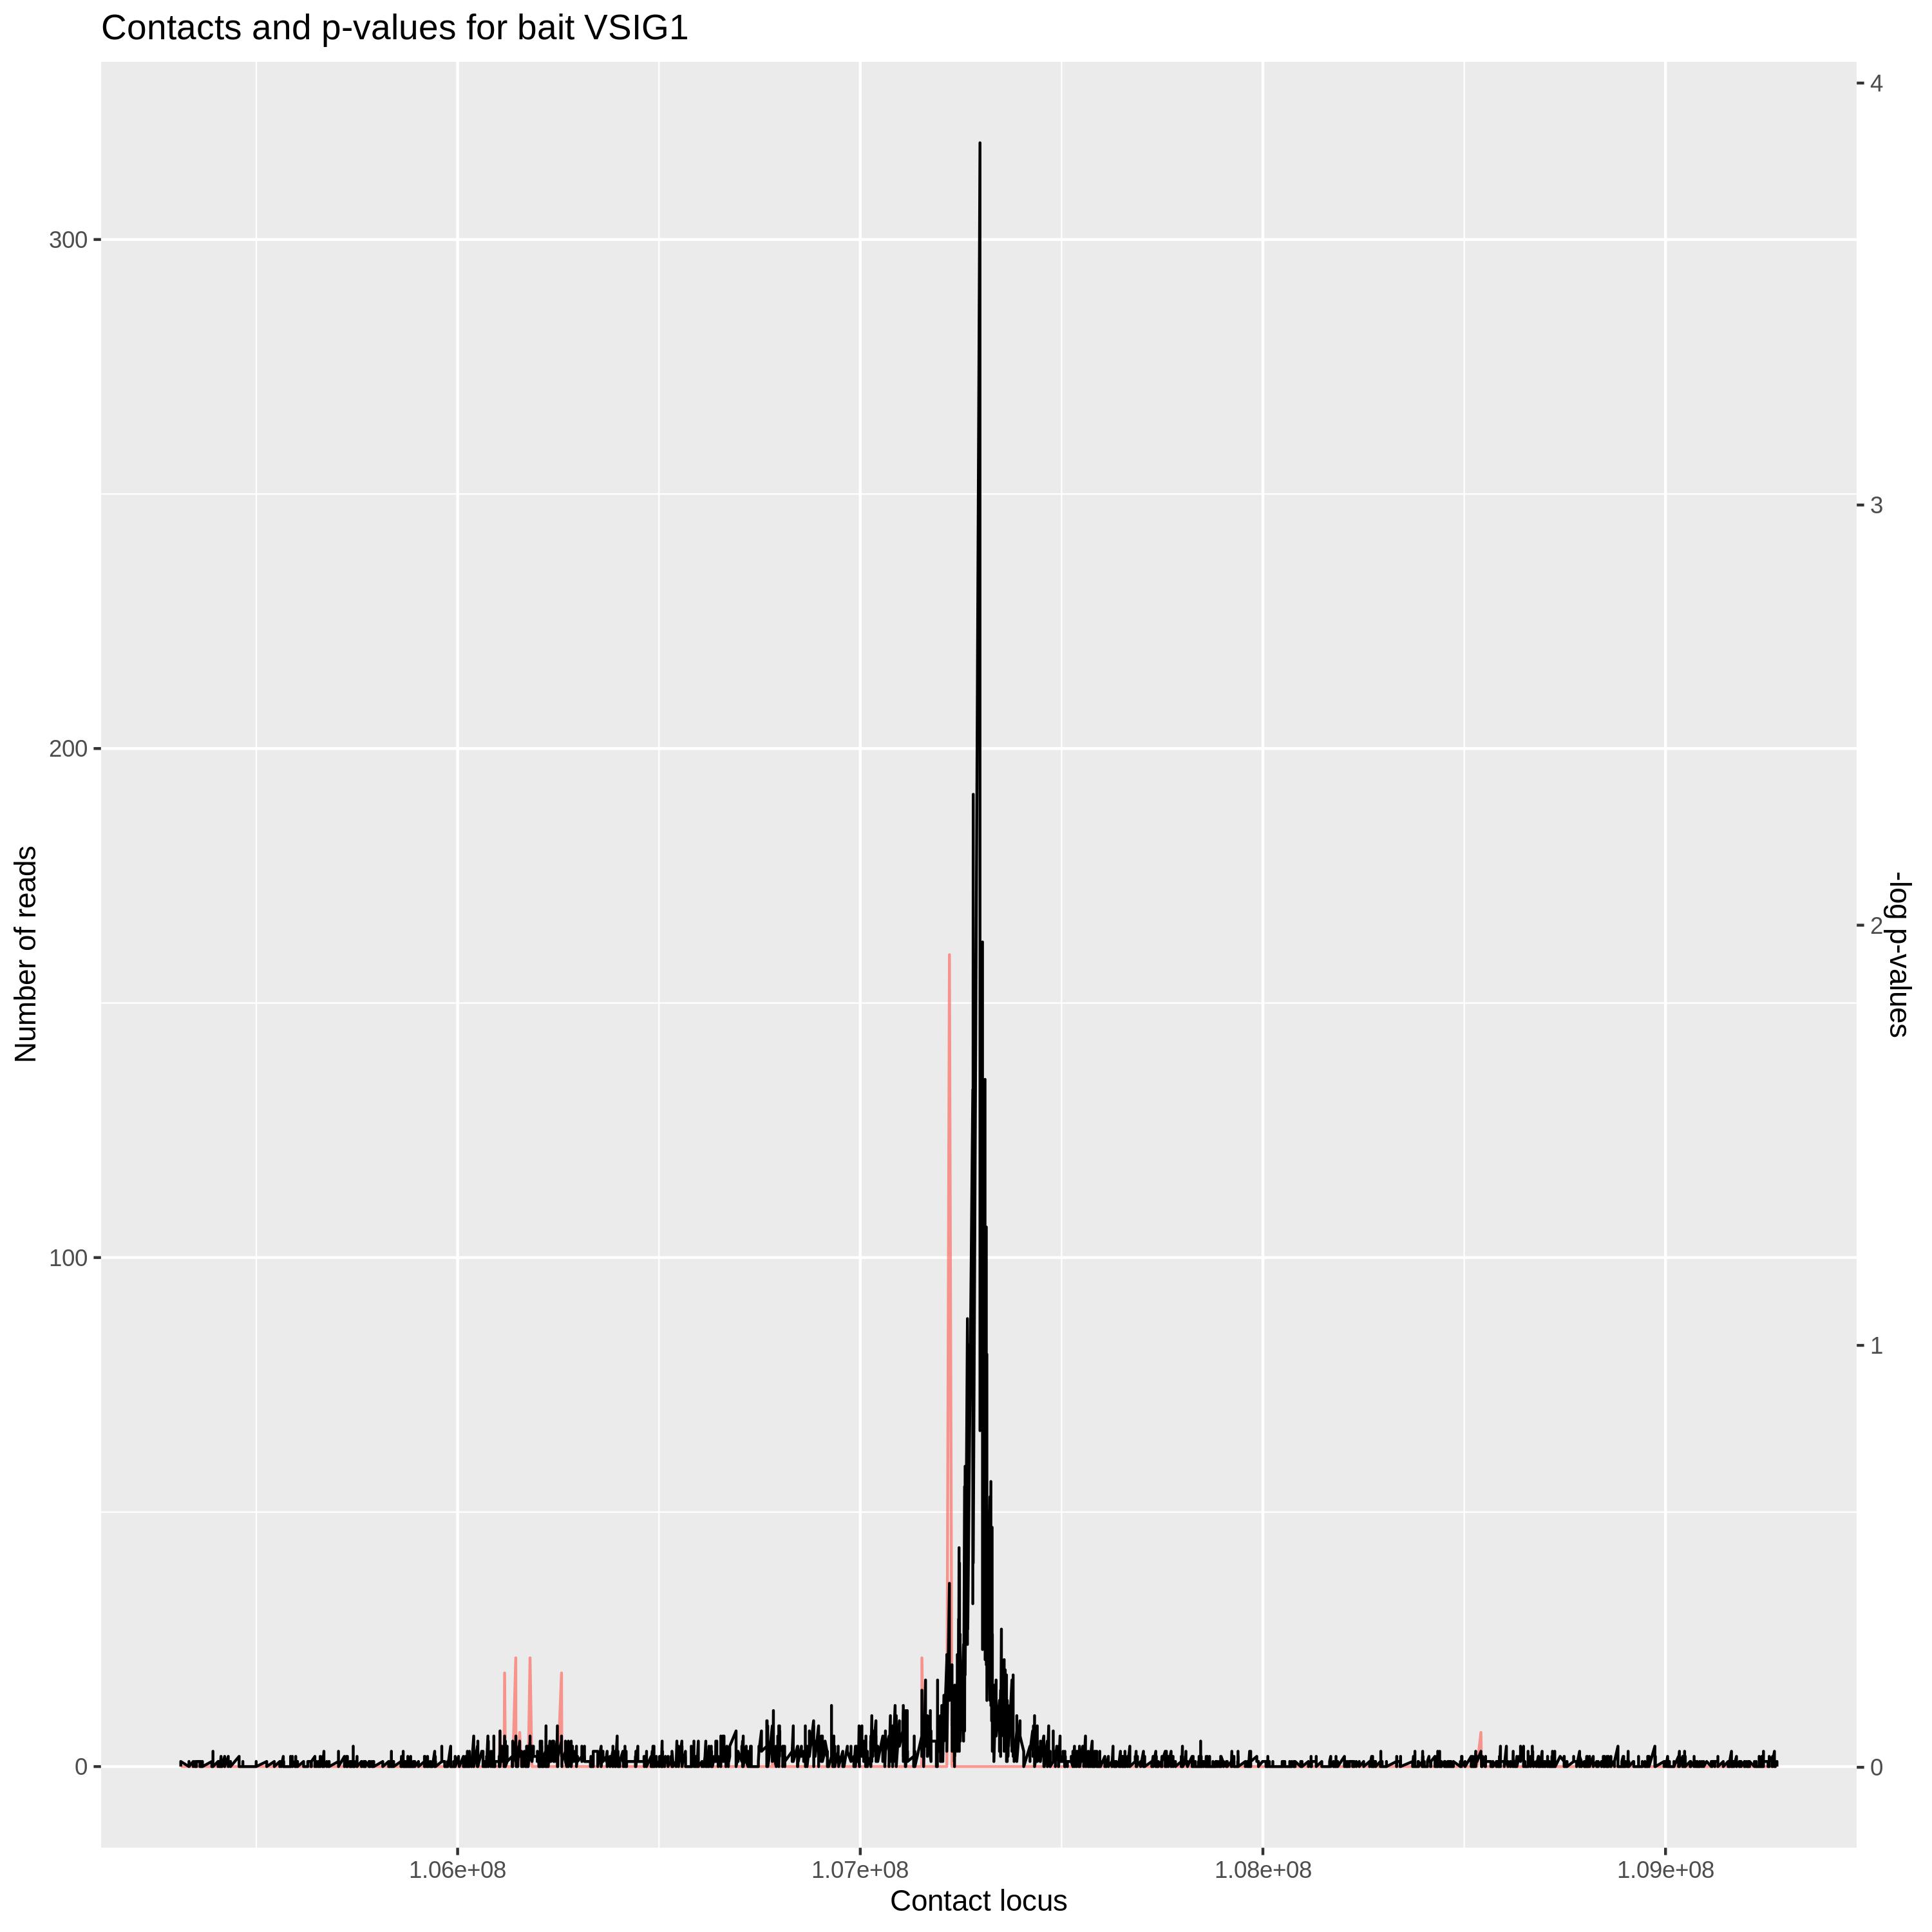 Contacts and p-values for bait VSIG1
Number of reads
300
200
100
0
4
3
2
1
0
-log p-values
1.06e+08
1.07e+08
1.08e+08
1.09e+08
Contact locus